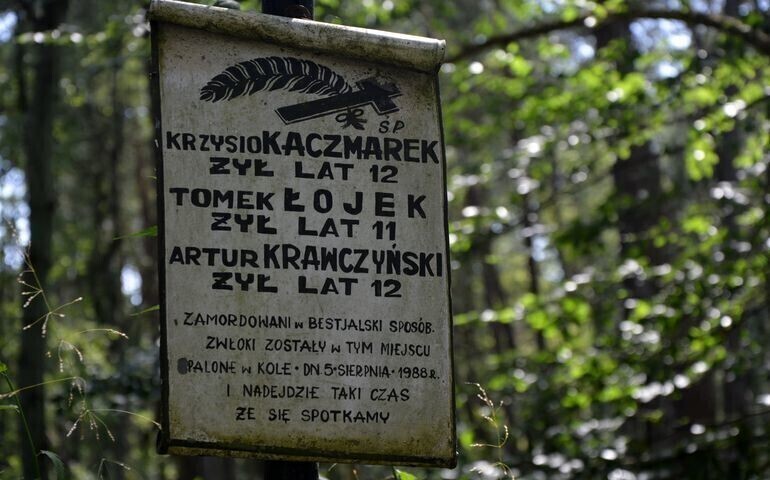 Ś.P
KRZYSIO KACZMAREK
ŻYŁ LAT 12
TOMEK ŁOJEK
ŻYŁ LAT 11
ARTUR KRAWCZYŃSKI
ŻYŁ LAT 12
ZAMORDOWANI W BESTJALSKI SPOSÓB.
ZWŁOKI ZOSTAŁY W TYM MIEJSCU
SPALONE W KOLE • DN 5 • SIERPNIA • 1988 R.
I NADEJDZIE TAKI CZAS
ŻE SIĘ SPOTKAMY